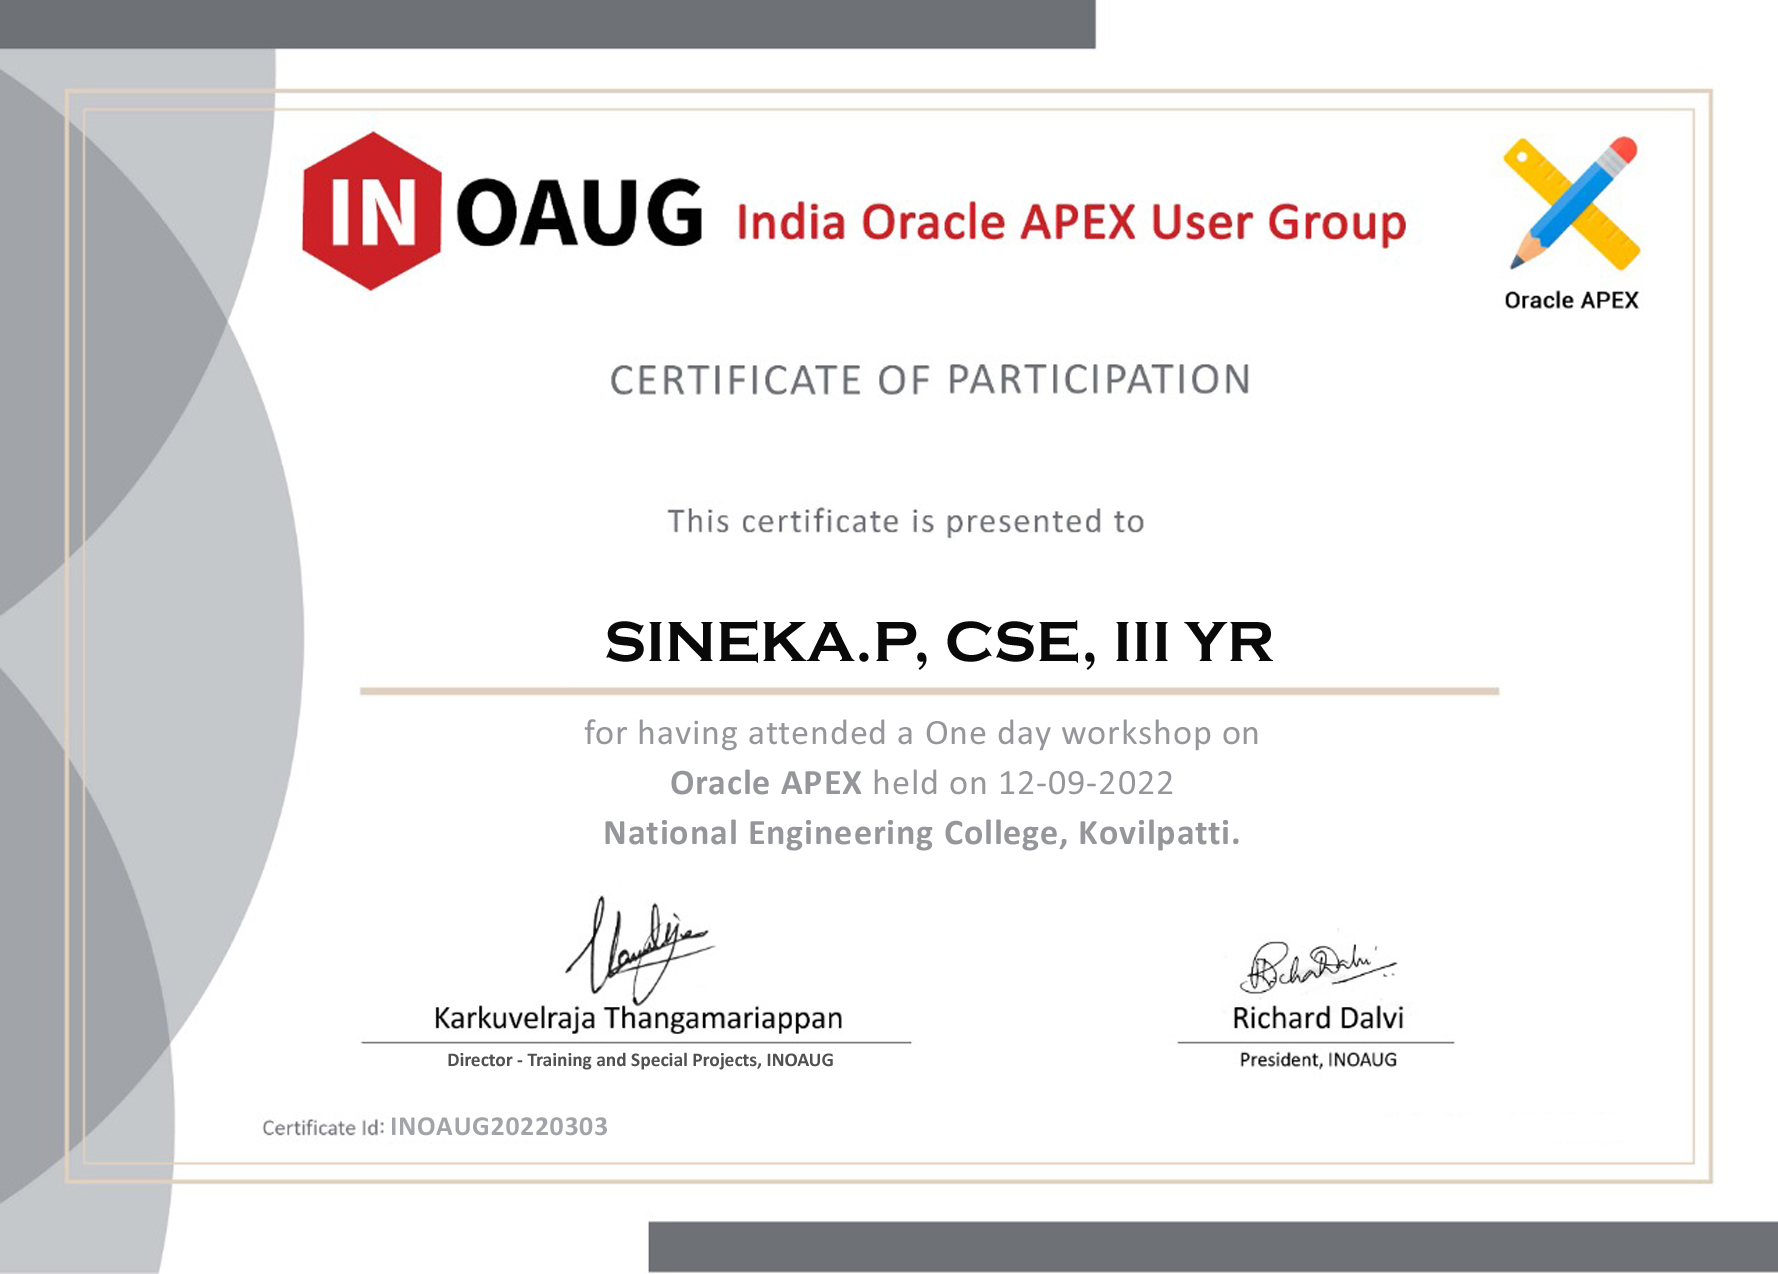 INOAUG India Oracle APEX User Group
Oracle APEX
CERTIFICATE OF PARTICIPATION
This certificate is presented to
SINEKA.P, CSE, III YR
for having attended a One day workshop on
Oracle APEX held on 12-09-2022
National Engineering College, Kovilpatti.
Karkuvelraja Thangamariappan
Director - Training and Special Projects, INOAUG
Richard Dalvi
President, INOAUG
Certificate Id: INOAUG20220303